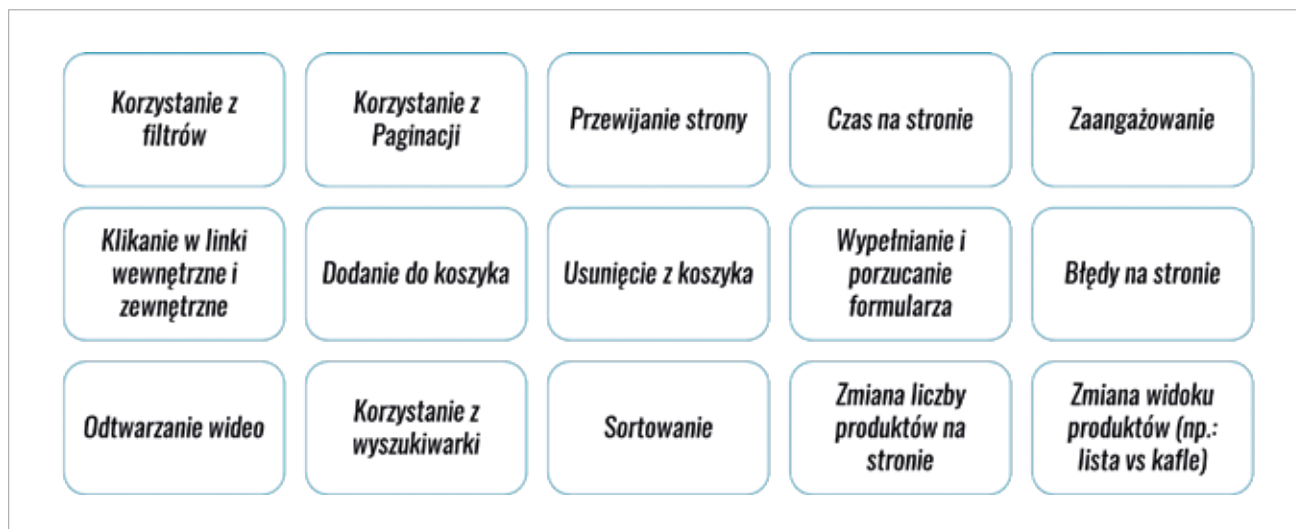 Korzystanie z
filtrów
Korzystanie z
Paginacji
Przewijanie strony
Czas na stronie
Zaangażowanie
Klikanie w linki
wewnętrzne i
zewnętrzne
Dodanie do koszyka
Usunięcie z koszyka
Wypełnianie i
porzucanie
formularza
Błędy na stronie
Odtwarzanie wideo
Korzystanie z
wyszukiwarki
Sortowanie
Zmiana liczby
produktów na
stronie
Zmiana widoku
produktów (np.:
lista vs kafle)